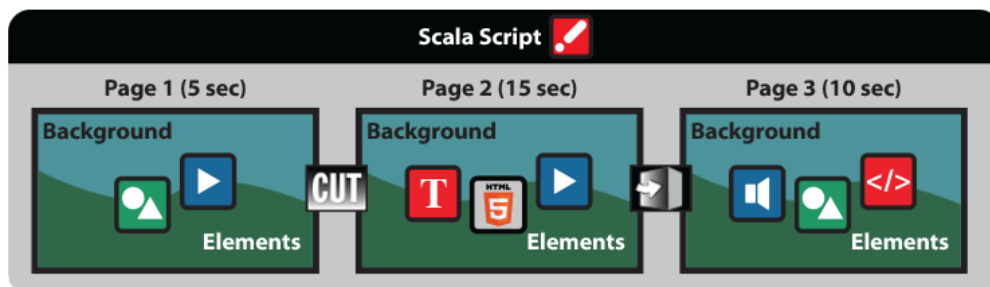 Scala Script
Page 1 (5 sec)
Page 2 (15 sec)
Page 3 (10 sec)
Background
Background
Background
CUT
T
HTML
5
</>
Elements
Elements
Elements